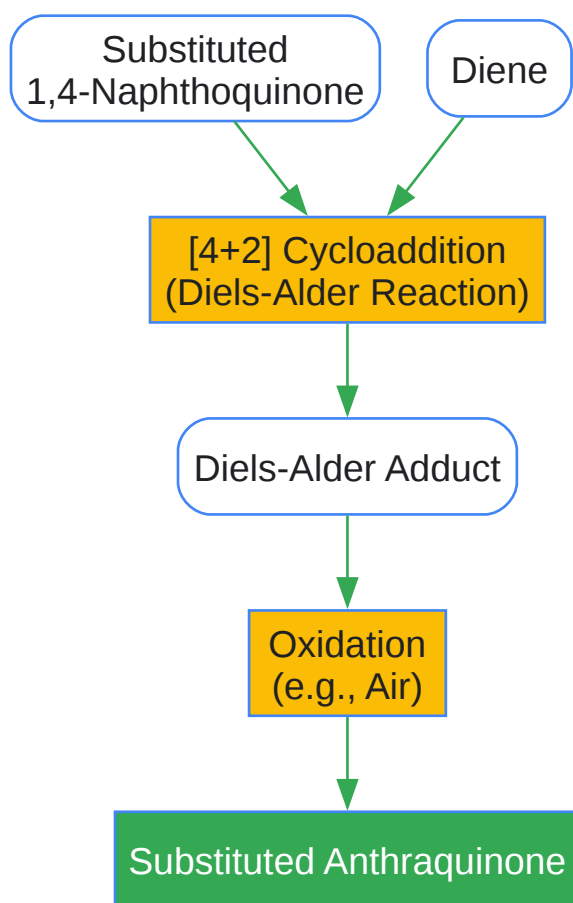 Substituted
1,4-Naphthoquinone
Diene
[4+2] Cycloaddition
(Diels-Alder Reaction)
Diels-Alder Adduct
Oxidation
(e.g., Air)
Substituted Anthraquinone